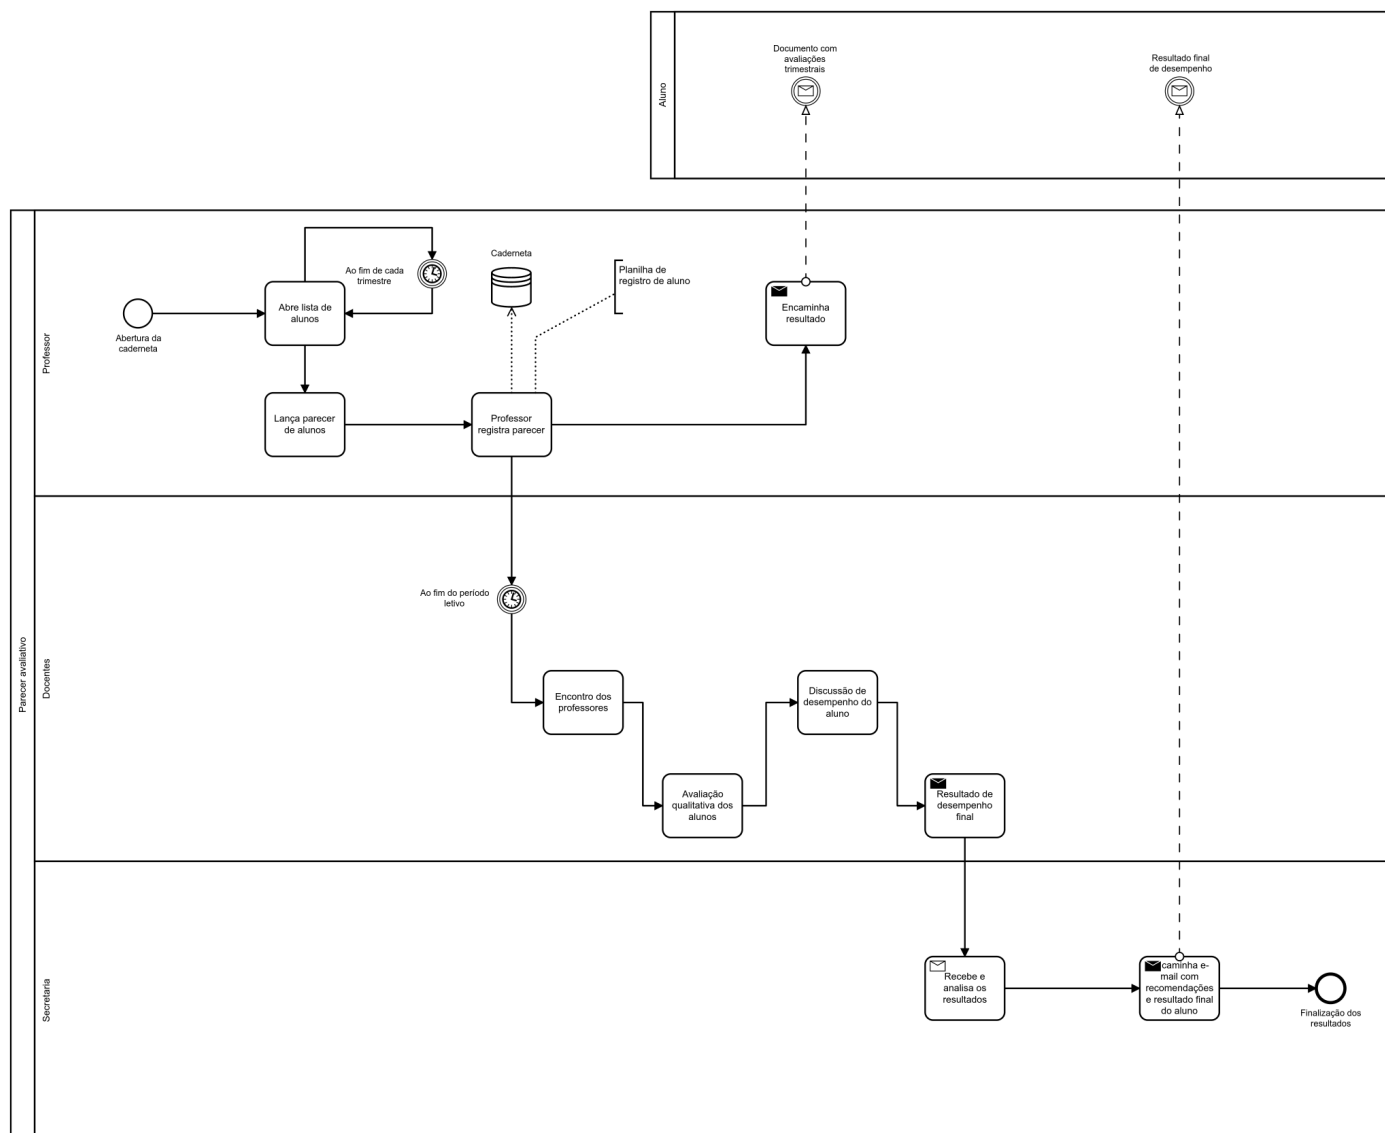 Documento com
avaliações
trimestrais
Resultado final
de desempenho
Aluno
Parecer avaliativo
Professor
Ao fim de cada
trimestre
Caderneta
Planilha de
registro de aluno
Abertura da
caderneta
Abre lista de
alunos
Encaminha
resultado
Lança parecer
de alunos
Professor
registra parecer
Docentes
Ao fim do período
letivo
Encontro dos
professores
Discussão de
desempenho do
aluno
Avaliação
qualitativa dos
alunos
Resultado de
desempenho
final
Secretaria
Recebe e
analisa os
resultados
caminha e-
mail com
recomendações
e resultado final
do aluno
Finalização dos
resultados